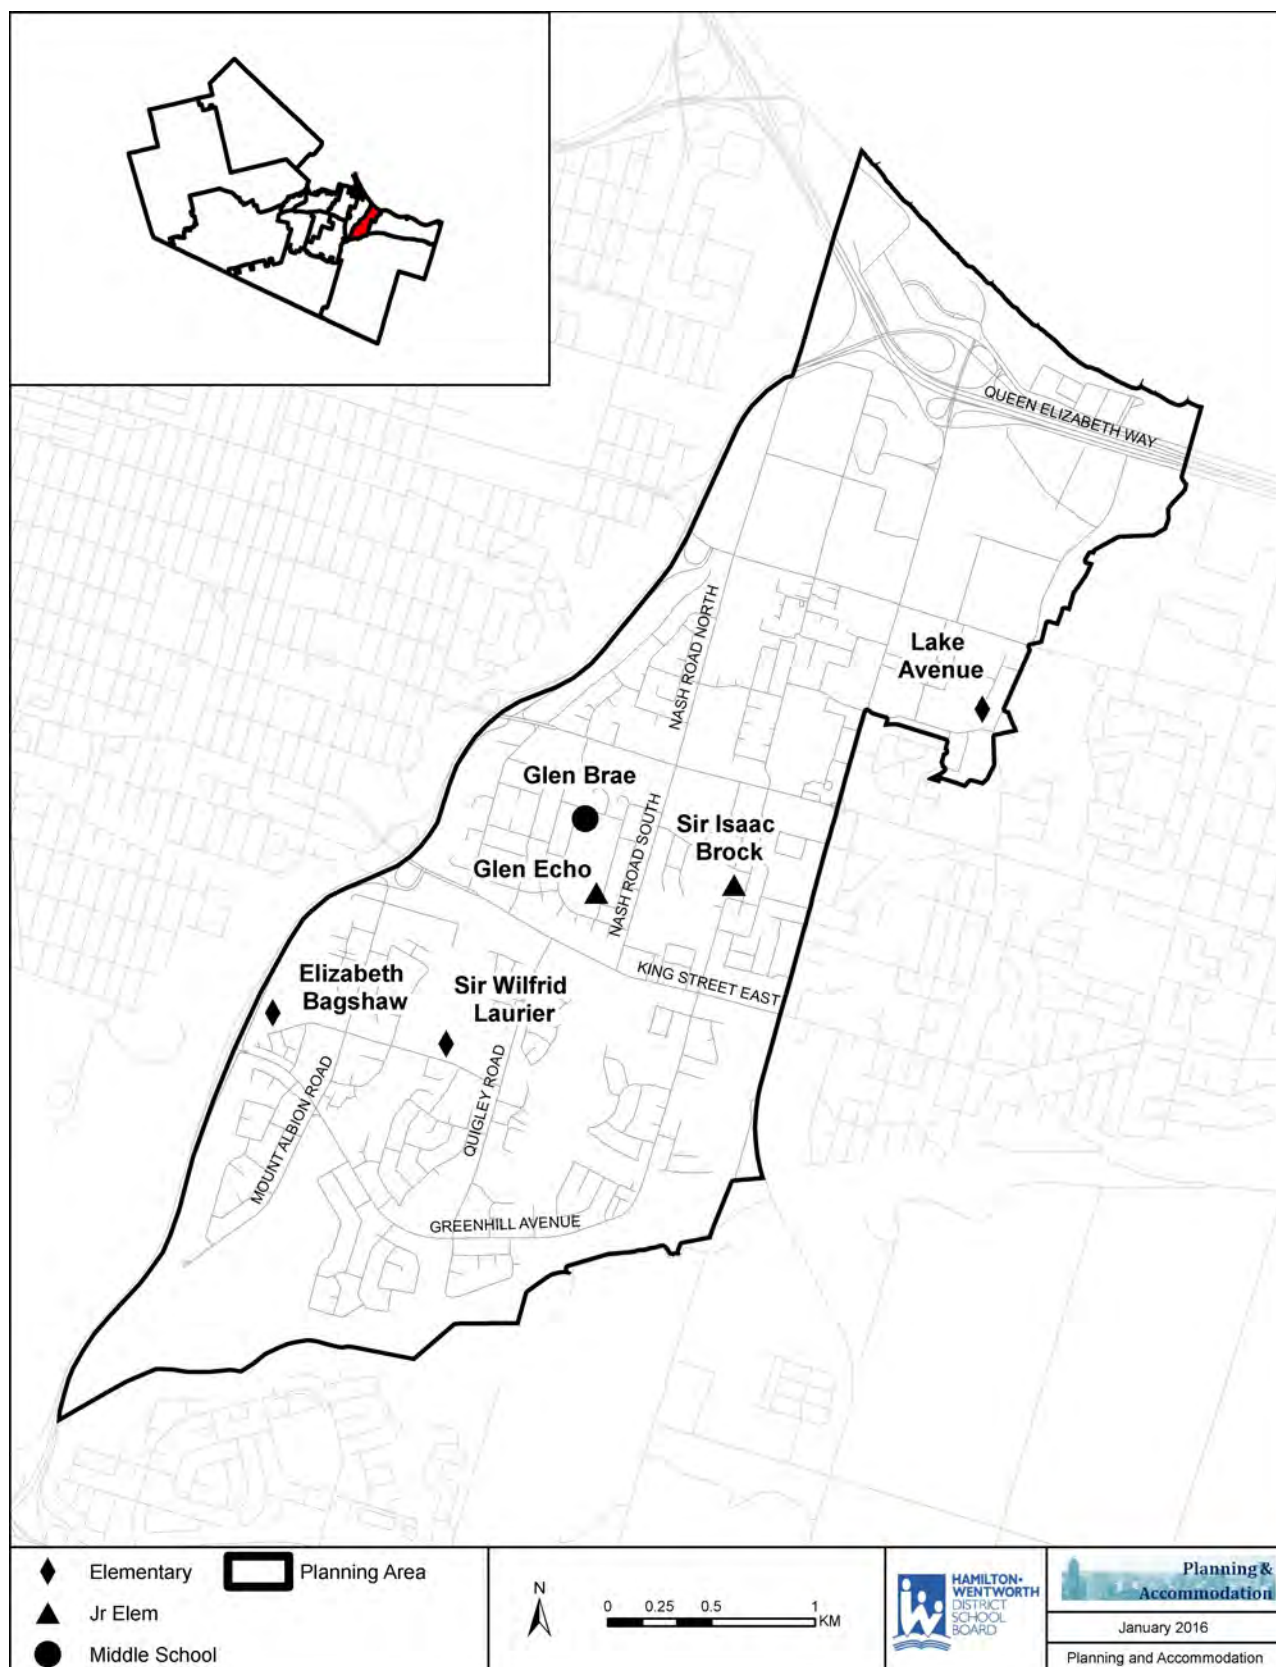 QUEEN ELIZABETH WAY
NASH ROAD NORTH
Lake
Avenue
Glen Brae
NASH ROAD SOUTH
Sir Isaac
Brock
Glen Echo
KING STREET EAST
Elizabeth
Bagshaw
Sir Wilfrid
Laurier
MOUNT ALBION ROAD
QUIGLEY ROAD
GREENHILL AVENUE
Elementary
Planning Area
Jr Elem
Middle School
N
0 0.25 0.5 1
KM
HAMILTON-
WENTWORTH
DISTRICT
SCHOOL
BOARD
Planning &
Accommodation
January 2016
Planning and Accommodation